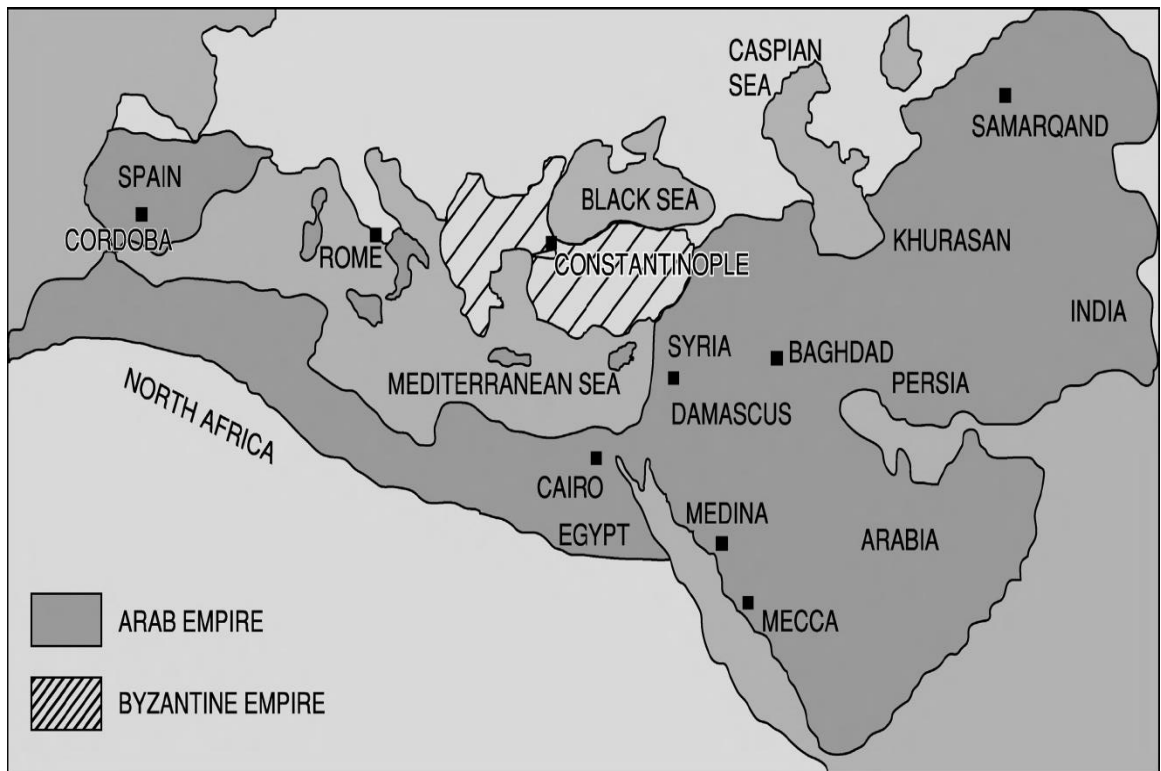 CASPIAN
SEA
SAMARQAND
SPAIN
BLACK SEA
CORDOBA
ROME
KHURASAN
CONSTANTINOPLE
INDIA
SYRIA
BAGHDAD
MEDITERRANEAN SEA
PERSIA
NORTH AFRICA
DAMASCUS
CAIRO
MEDINA
EGYPT
ARABIA
MECCA
ARAB EMPIRE
BYZANTINE EMPIRE